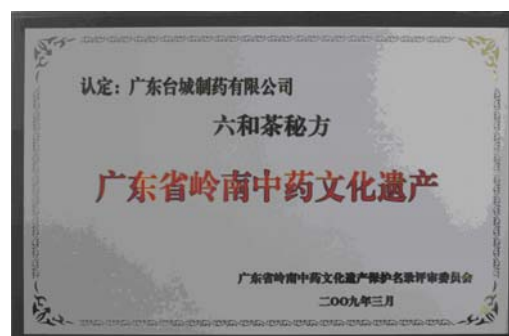 认定：广东台城制药有限公司
六和茶秘方
广东省岭南中药文化遗产
广东省岭南中药文化遗产保护名录评审委员会
二〇〇九年三月